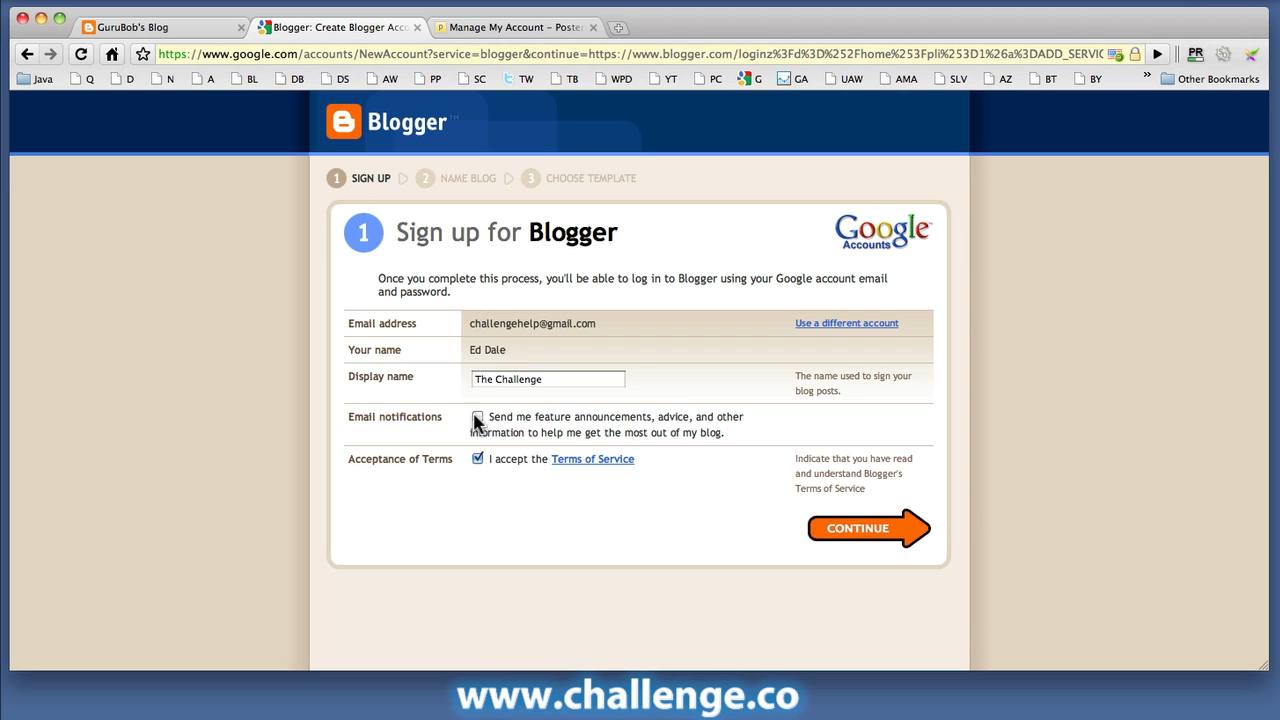 GuruBob's Blog
Blogger: Create Blogger Acco
Manage My Account – Poster
https://www.google.com/accounts/NewAccount?service=blogger&continue=https://www.blogger.com/loginz%3Fd%3D%252Fhome%253Fpli%253D1%26a%3DADD_SERVIC
PR
Java Q D N A BL DB DS AW PP SC TW TB WPD YT PC G GA UAW AMA SLV AZ BT BY » Other Bookmarks
Blogger™
1 SIGN UP 2 NAME BLOG 3 CHOOSE TEMPLATE
1 Sign up for Blogger
Google™
Accounts
Once you complete this process, you'll be able to log in to Blogger using your Google account email
and password.
Email address challengehelp@gmail.com Use a different account
Your name Ed Dale
Display name The Challenge The name used to sign your
blog posts.
Email notifications Send me feature announcements, advice, and other
information to help me get the most out of my blog.
Acceptance of Terms I accept the Terms of Service Indicate that you have read
and understand Blogger's
Terms of Service
CONTINUE
www.challenge.co